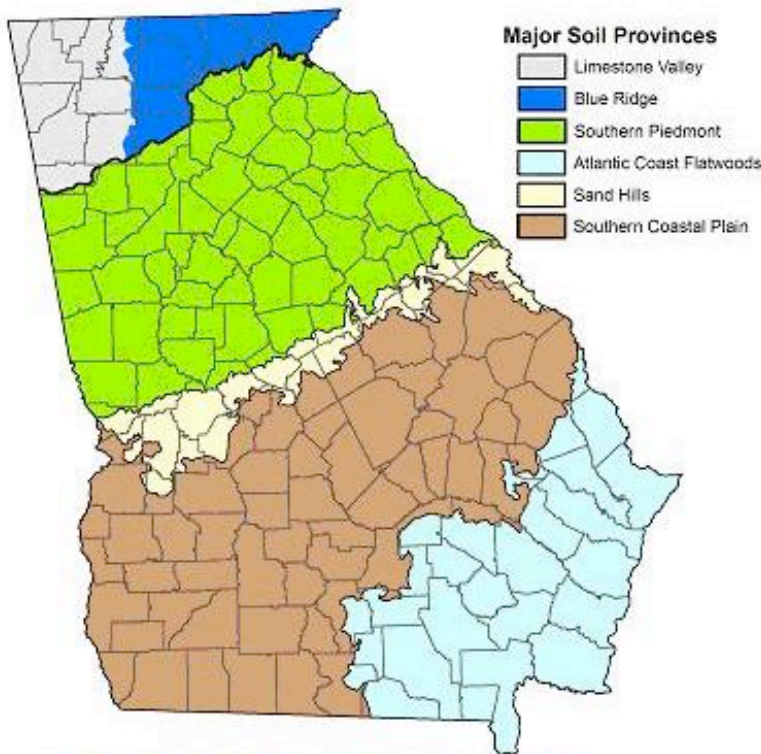 Major Soil Provinces
Limestone Valley
Blue Ridge
Southern Piedmont
Atlantic Coast Flatwoods
Sand Hills
Southern Coastal Plain